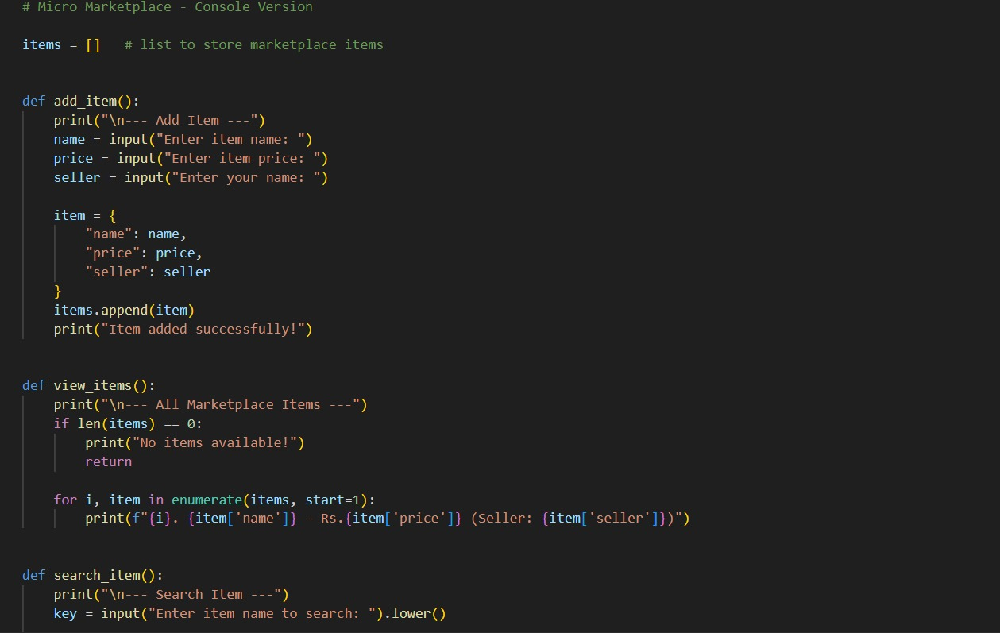 # Micro Marketplace - Console Version
items = []   # list to store marketplace items
def add_item():
    print("\n--- Add Item ---")
    name = input("Enter item name: ")
    price = input("Enter item price: ")
    seller = input("Enter your name: ")
    item = {
        "name": name,
        "price": price,
        "seller": seller
    }
    items.append(item)
    print("Item added successfully!")
def view_items():
    print("\n--- All Marketplace Items ---")
    if len(items) == 0:
        print("No items available!")
        return
    for i, item in enumerate(items, start=1):
        print(f"{i}. {item['name']} - Rs.{item['price']} (Seller: {item['seller']})")
def search_item():
    print("\n--- Search Item ---")
    key = input("Enter item name to search: ").lower()